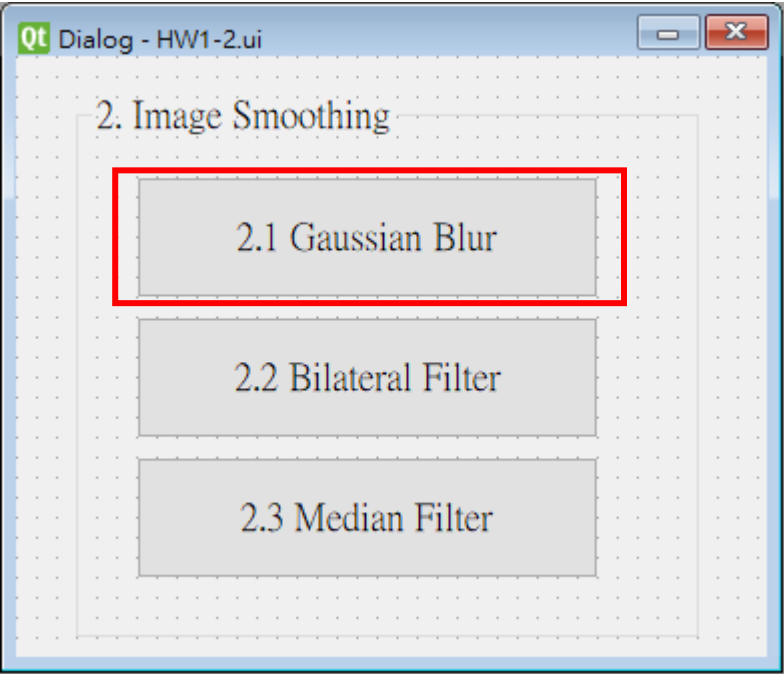 Qt Dialog - HW1-2.ui
2. Image Smoothing
2.1 Gaussian Blur
2.2 Bilateral Filter
2.3 Median Filter